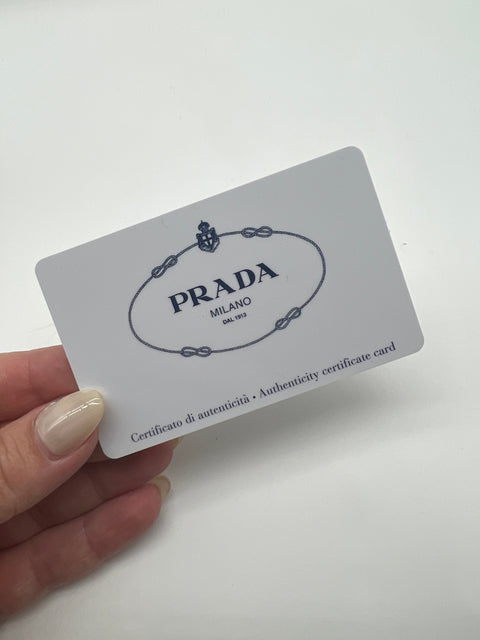 PRADA
MILANO
DAL 1913
Certificato di autenticità • Authenticity certificate card